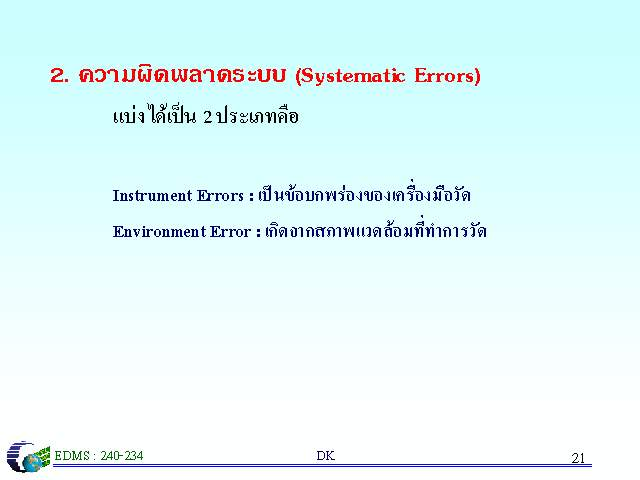 2. ความผิดพลาดระบบ (Systematic Errors)
แบ่งได้เป็น 2 ประเภทคือ
Instrument Errors : เป็นข้อบกพร่องของเครื่องมือวัด
Environment Error : เกิดจากสภาพแวดล้อมที่ทำการวัด
EDMS : 240-234 DK 21